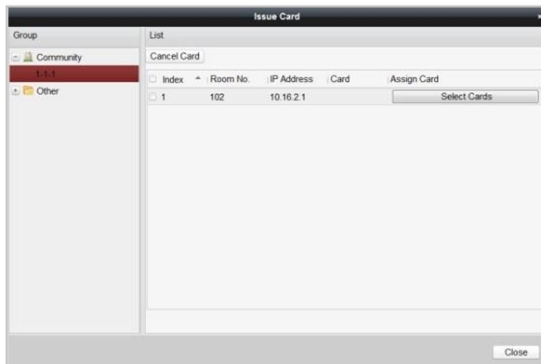 Issue Card
Group
List
Community
1.1.1
Other
Cancel Card
Index Room No. IP Address Card Assign Card
1 102 10.16.2.1 Select Cards
Close